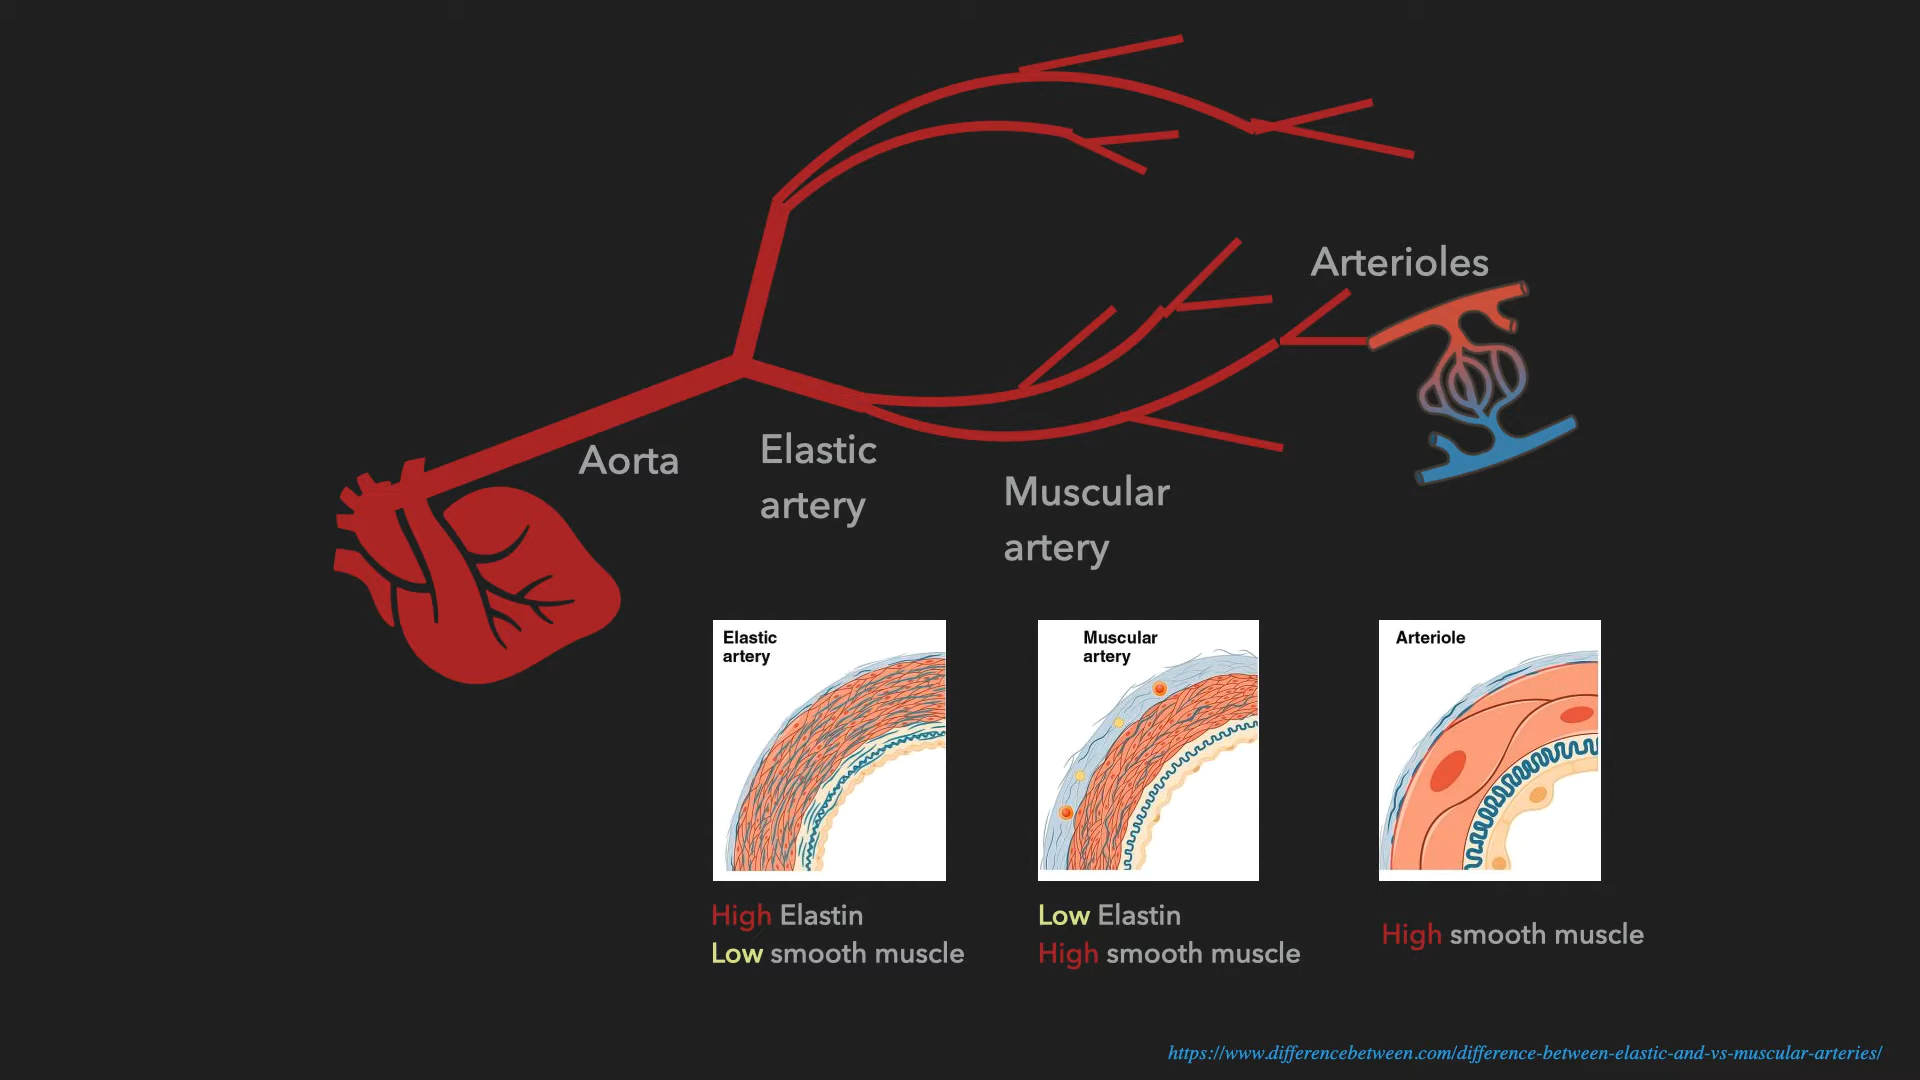 Arterioles
Aorta
Elastic
artery
Muscular
artery
Elastic
artery
Muscular
artery
Arteriole
High Elastin
Low smooth muscle
Low Elastin
High smooth muscle
High smooth muscle
https://www.differencebetween.com/difference-between-elastic-and-vs-muscular-arteries/